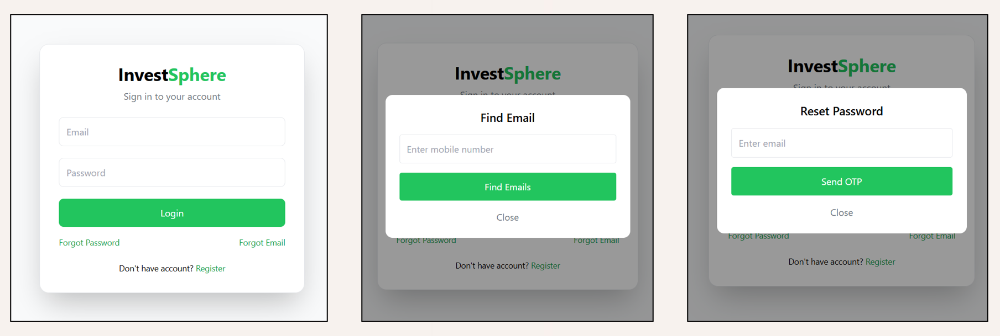 InvestSphere
Sign in to your account
Email
Password
Login
Forgot Password Forgot Email
Don't have account? Register
InvestSphere
Sign in to your account
Find Email
Enter mobile number
Find Emails
Close
Forgot Password Forgot Email
Don't have account? Register
InvestSphere
Sign in to your account
Reset Password
Enter email
Send OTP
Close
Forgot Password Forgot Email
Don't have account? Register